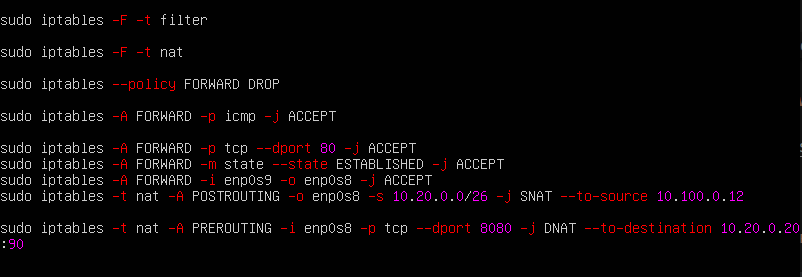 sudo iptables -F -t filter
sudo iptables -F -t nat
sudo iptables --policy FORWARD DROP
sudo iptables -A FORWARD -p icmp -j ACCEPT
sudo iptables -A FORWARD -p tcp --dport 80 -j ACCEPT
sudo iptables -A FORWARD -m state --state ESTABLISHED -j ACCEPT
sudo iptables -A FORWARD -i enp0s9 -o enp0s8 -j ACCEPT
sudo iptables -t nat -A POSTROUTING -o enp0s8 -s 10.20.0.0/26 -j SNAT --to-source 10.100.0.12
sudo iptables -t nat -A PREROUTING -i enp0s8 -p tcp --dport 8080 -j DNAT --to-destination 10.20.0.20
:90